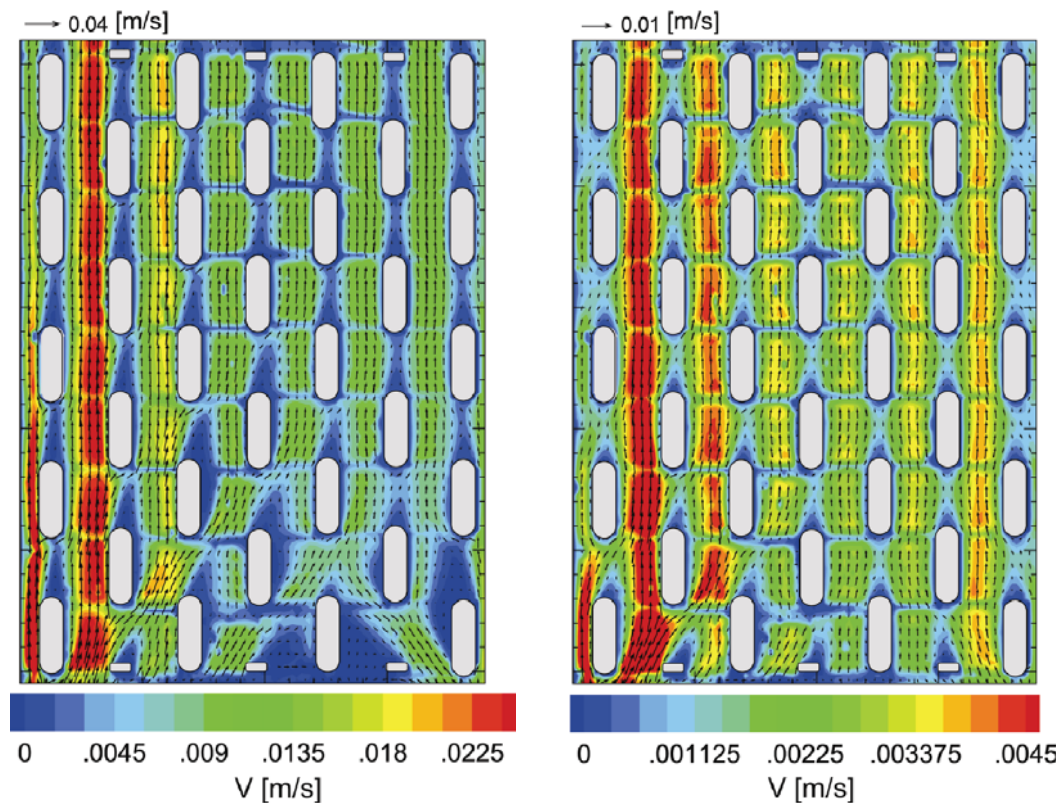 0.04 [m/s]
0.01 [m/s]
0 .0045 .009 .0135 .018 .0225
V [m/s]
0 .001125 .00225 .003375 .0045
V [m/s]